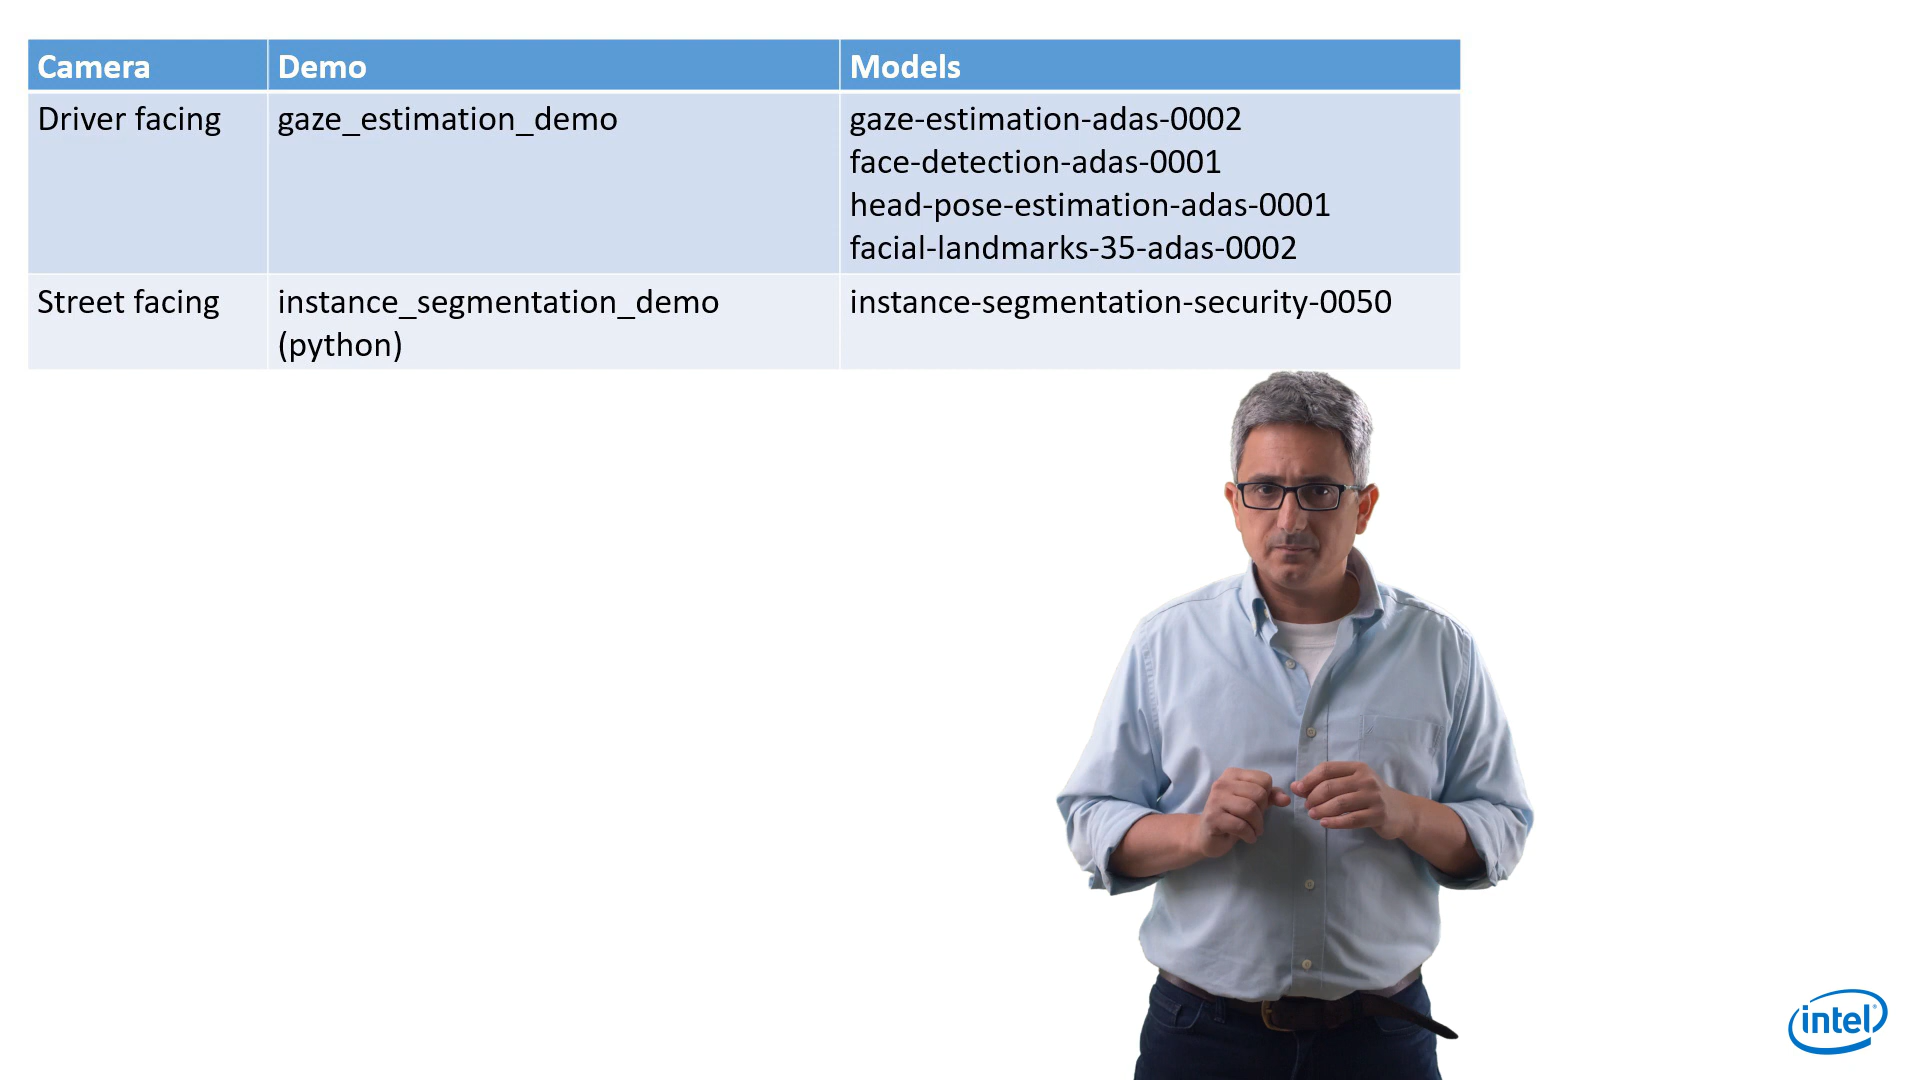 Camera Demo Models
Driver facing gaze_estimation_demo gaze-estimation-adas-0002
face-detection-adas-0001
head-pose-estimation-adas-0001
facial-landmarks-35-adas-0002
Street facing instance_segmentation_demo instance-segmentation-security-0050
(python)
intel